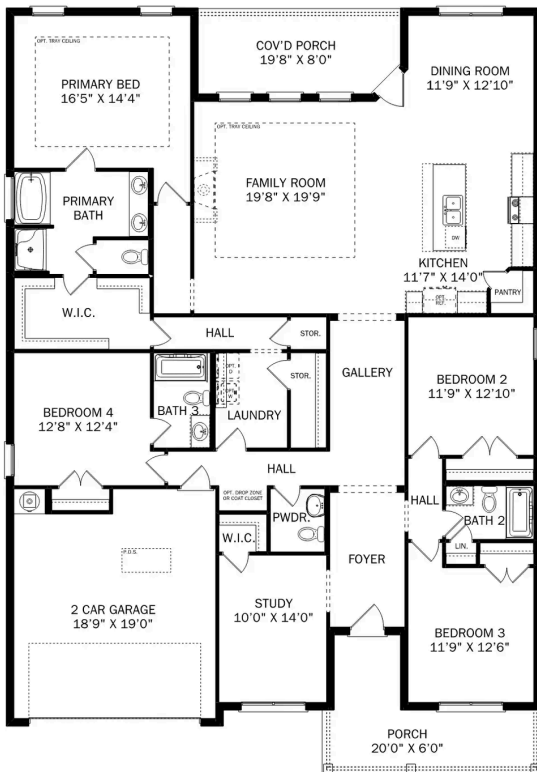 OPT. TRAY CEILING
PRIMARY BED
16'5" X 14'4"
COV'D PORCH
19'8" X 8'0"
DINING ROOM
11'9" X 12'10"
OPT. TRAY CEILING
FAMILY ROOM
19'8" X 19'9"
PRIMARY
BATH
DW
KITCHEN
11'7" X 14'0"
PANTRY
OPT.
REF.
W.I.C.
HALL
STOR.
GALLERY
BEDROOM 4
12'8" X 12'4"
BATH 3
OPT.
D
OPT.
W
STOR.
LAUNDRY
BEDROOM 2
11'9" X 12'10"
HALL
OPT. DROP ZONE
OR COAT CLOSET
PWDR.
HALL
BATH 2
LIN.
W.I.C.
FOYER
P.D.S.
2 CAR GARAGE
18'9" X 19'0"
STUDY
10'0" X 14'0"
BEDROOM 3
11'9" X 12'6"
PORCH
20'0" X 6'0"